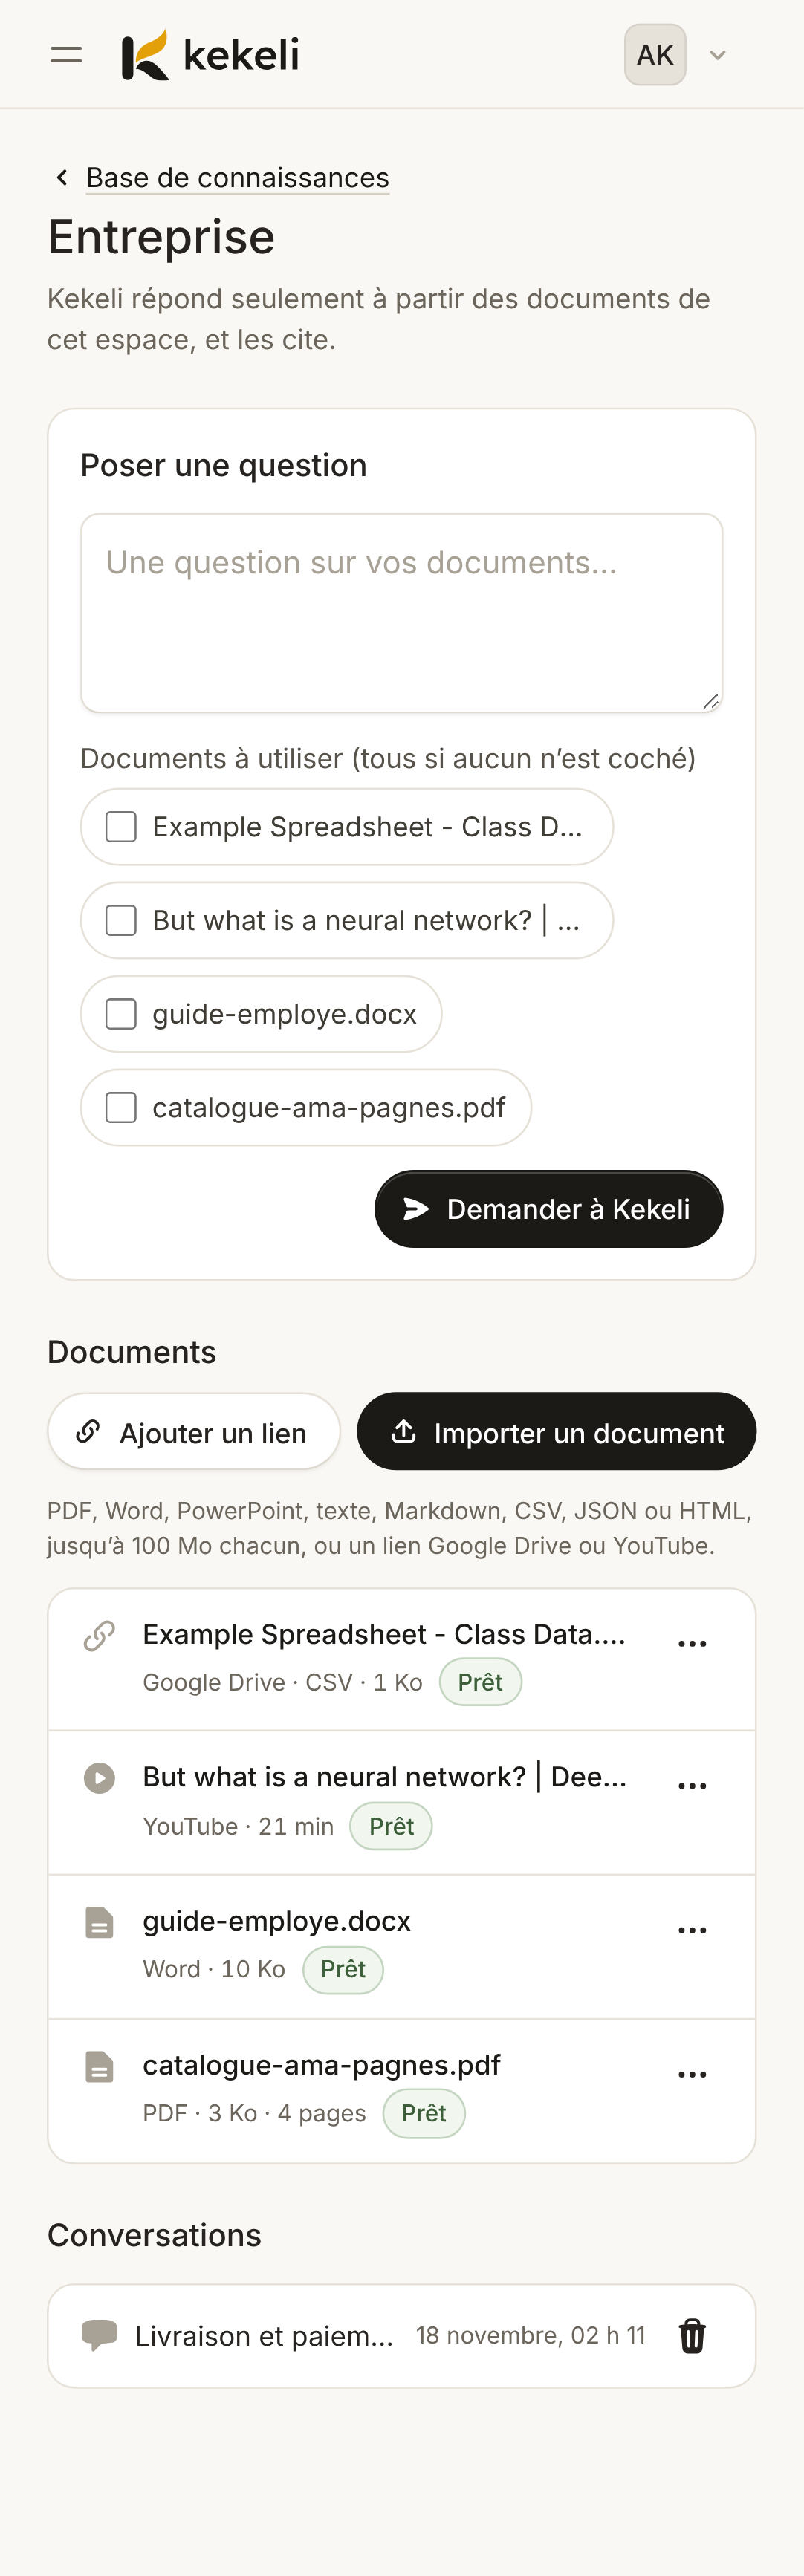 kekeli
AK
Base de connaissances
Entreprise
Kekeli répond seulement à partir des documents de
cet espace, et les cite.
Poser une question
Une question sur vos documents...
Documents à utiliser (tous si aucun n’est coché)
Example Spreadsheet - Class D...
But what is a neural network? | ...
guide-employe.docx
catalogue-ama-pagnes.pdf
Demander à Kekeli
Documents
Ajouter un lien
Importer un document
PDF, Word, PowerPoint, texte, Markdown, CSV, JSON ou HTML,
jusqu’à 100 Mo chacun, ou un lien Google Drive ou YouTube.
Example Spreadsheet - Class Data....
Google Drive · CSV · 1 Ko Prêt
But what is a neural network? | Dee...
YouTube · 21 min Prêt
guide-employe.docx
Word · 10 Ko Prêt
catalogue-ama-pagnes.pdf
PDF · 3 Ko · 4 pages Prêt
Conversations
Livraison et paiem... 18 novembre, 02 h 11